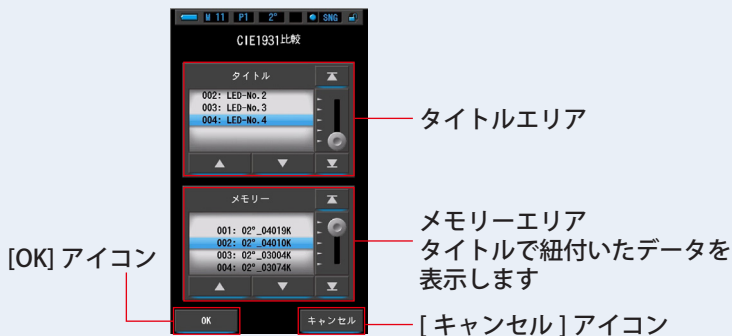 M 11 P1 2° SNG
CIE1931比較
タイトル
002: LED-No.2
003: LED-No.3
004: LED-No.4
タイトルエリア
メモリー
001: 02°_04019K
002: 02°_04010K
003: 02°_03004K
004: 02°_03074K
メモリーエリア
タイトルで紐付いたデータを
表示します
[OK] アイコン
OK
キャンセル
[ キャンセル ] アイコン